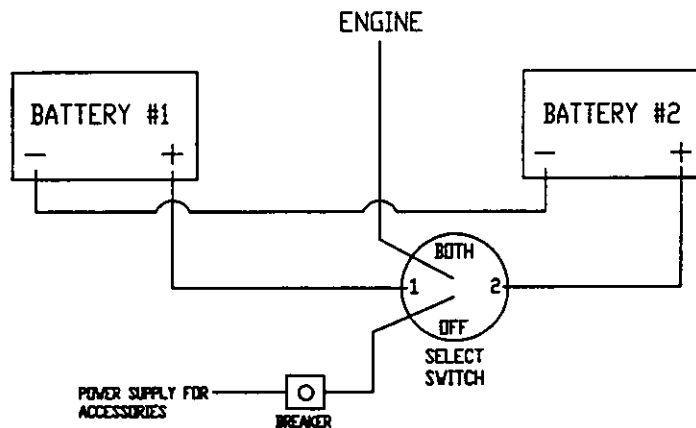 ENGINE
BATTERY #1
BATTERY #2
- +
- +
BOTH
1 2
OFF
SELECT
SWITCH
POWER SUPPLY FOR
ACCESSORIES
BREAKER